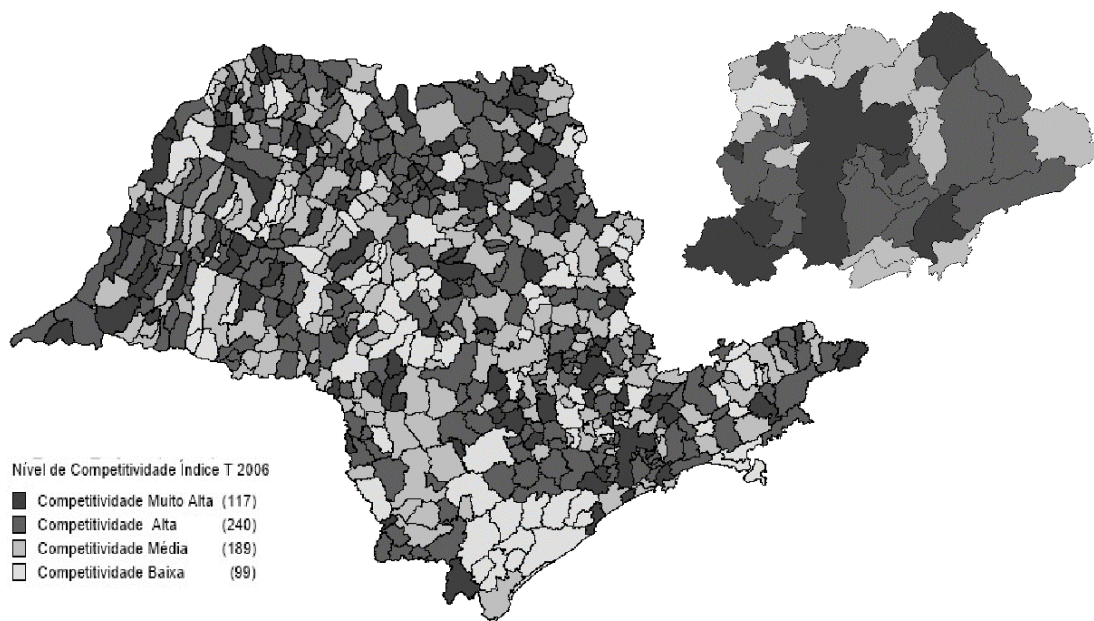 Nível de Competitividade Índice T 2006
Competitividade Muito Alta (117)
Competitividade Alta (240)
Competitividade Média (189)
Competitividade Baixa (99)